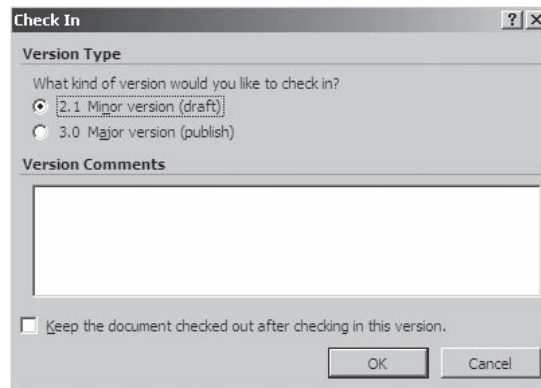 Check In
Version Type
What kind of version would you like to check in?
2.1 Minor version (draft)
3.0 Major version (publish)
Version Comments
Keep the document checked out after checking in this version.
OK Cancel